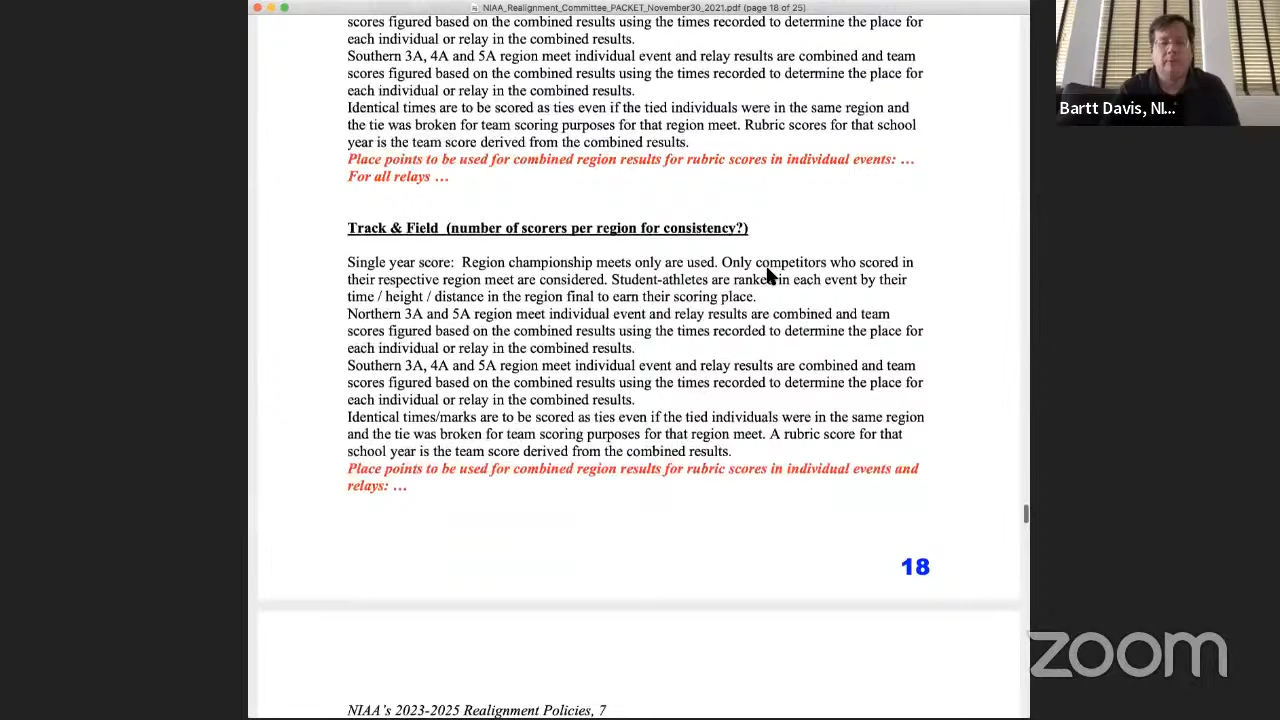 NIAA_Realignment_Committee_PACKET_November30_2021.pdf (page 18 of 25)
scores figured based on the combined results using the times recorded to determine the place for
each individual or relay in the combined results.
Southern 3A, 4A and 5A region meet individual event and relay results are combined and team
scores figured based on the combined results using the times recorded to determine the place for
each individual or relay in the combined results.
Identical times are to be scored as ties even if the tied individuals were in the same region and
the tie was broken for team scoring purposes for that region meet. Rubric scores for that school
year is the team score derived from the combined results.
Place points to be used for combined region results for rubric scores in individual events: …
For all relays …
Track & Field (number of scorers per region for consistency?)
Single year score: Region championship meets only are used. Only competitors who scored in
their respective region meet are considered. Student-athletes are ranked in each event by their
time / height / distance in the region final to earn their scoring place.
Northern 3A and 5A region meet individual event and relay results are combined and team
scores figured based on the combined results using the times recorded to determine the place for
each individual or relay in the combined results.
Southern 3A, 4A and 5A region meet individual event and relay results are combined and team
scores figured based on the combined results using the times recorded to determine the place for
each individual or relay in the combined results.
Identical times/marks are to be scored as ties even if the tied individuals were in the same region
and the tie was broken for team scoring purposes for that region meet. A rubric score for that
school year is the team score derived from the combined results.
Place points to be used for combined region results for rubric scores in individual events and
relays: …
18
NIAA's 2023-2025 Realignment Policies, 7
Bartt Davis, NI...
zoom